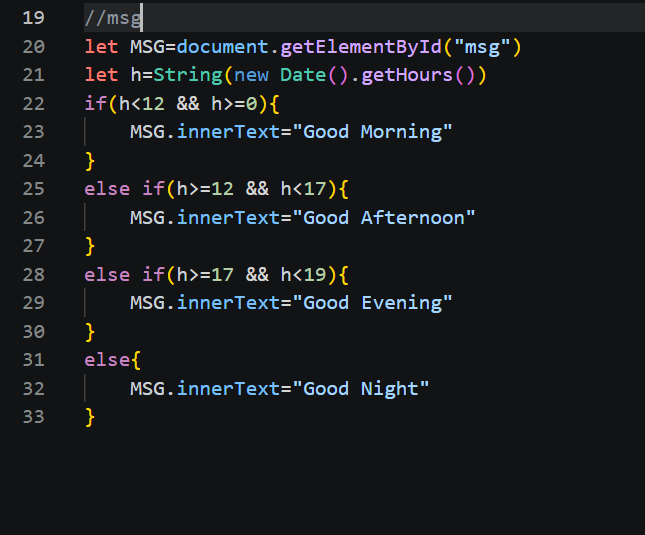 19 //msg
20 let MSG=document.getElementById("msg")
21 let h=String(new Date().getHours())
22 if(h<12 && h>=0){
23     MSG.innerText="Good Morning"
24 }
25 else if(h>=12 && h<17){
26     MSG.innerText="Good Afternoon"
27 }
28 else if(h>=17 && h<19){
29     MSG.innerText="Good Evening"
30 }
31 else{
32     MSG.innerText="Good Night"
33 }